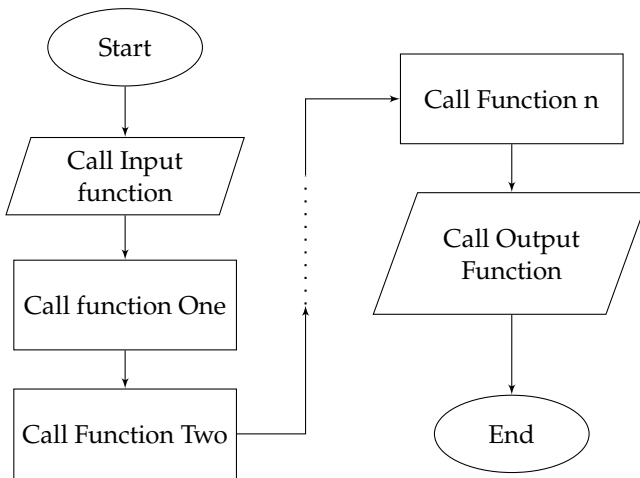 Start
Call Input
function
Call function One
Call Function Two
Call Function n
Call Output
Function
End